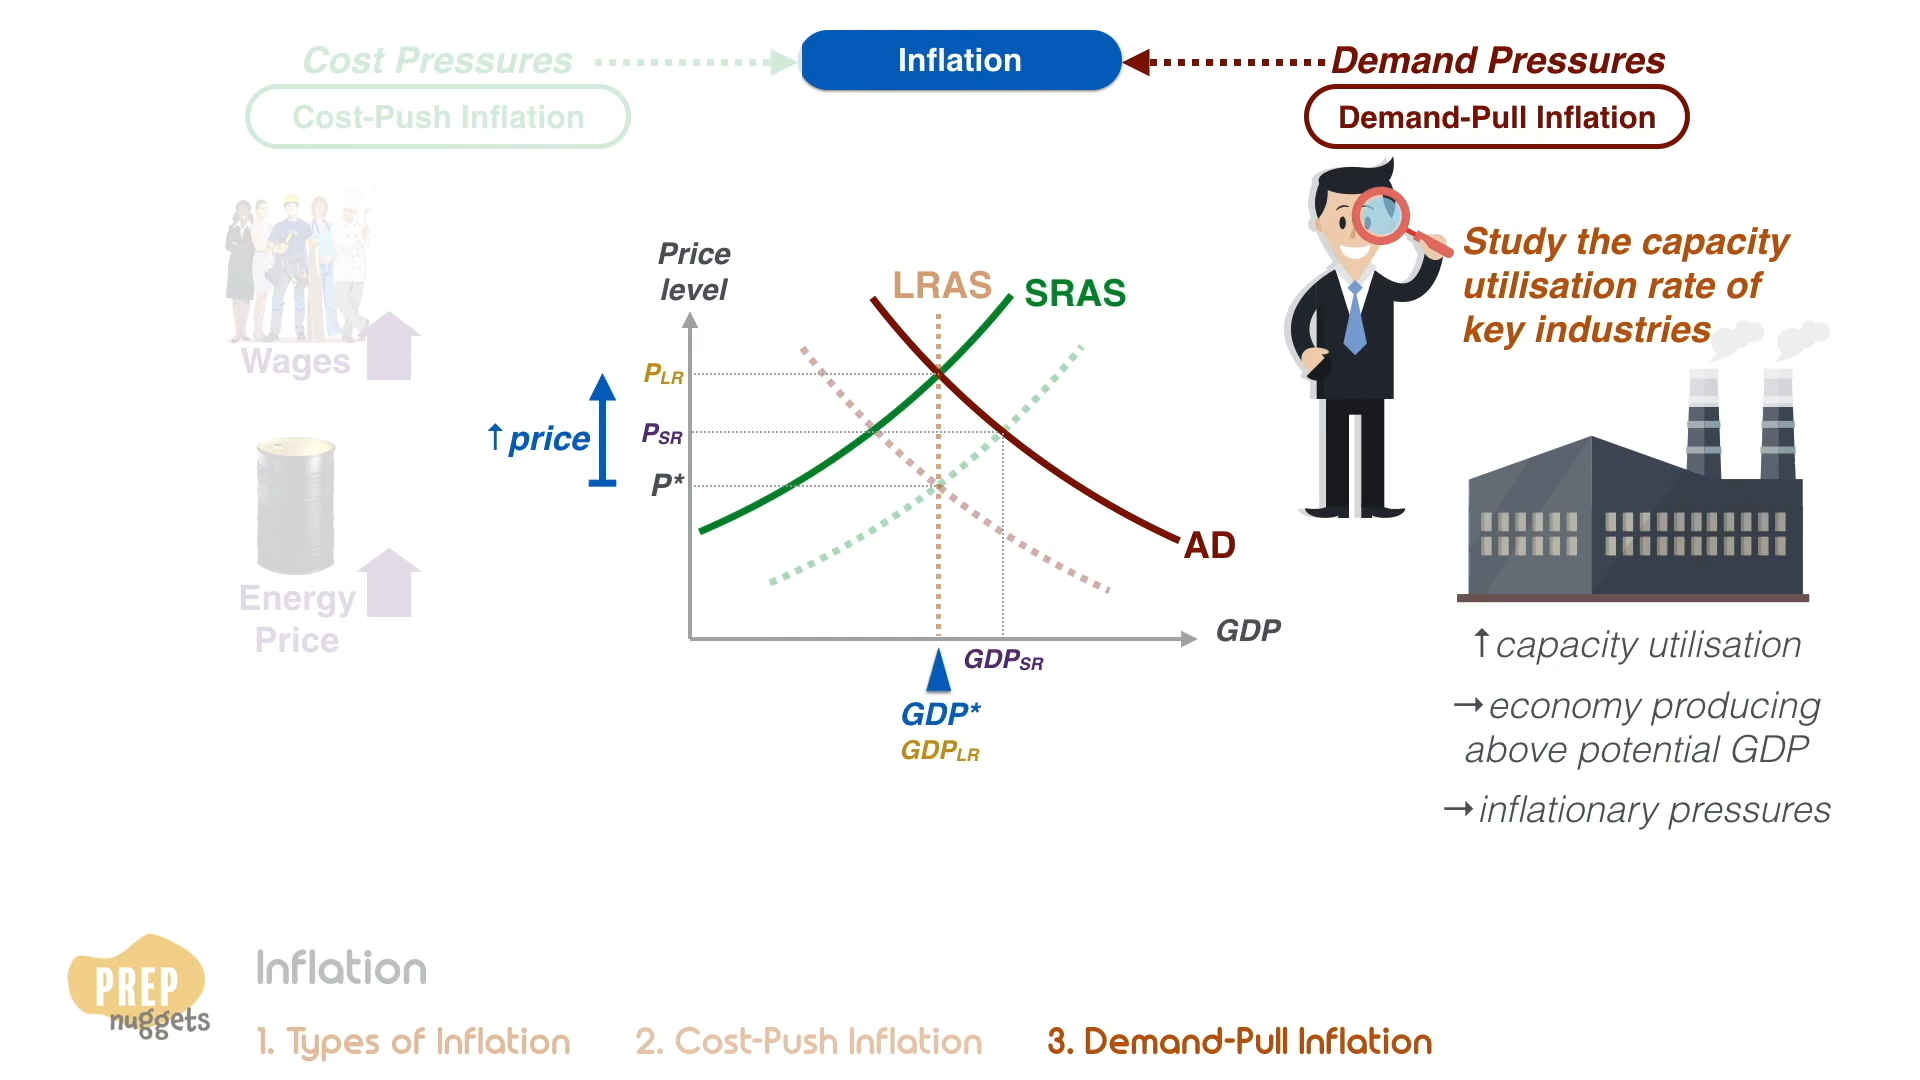 Cost Pressures
Inflation
Demand Pressures
Cost-Push Inflation
Demand-Pull Inflation
Wages
Energy
Price
Price
level
LRAS
SRAS
PLR
PSR
P*
↑ price
AD
GDP
GDPSR
GDP*
GDPLR
Study the capacity
utilisation rate of
key industries
↑ capacity utilisation
→ economy producing
above potential GDP
→ inflationary pressures
PREP
nuggets
Inflation
1. Types of Inflation
2. Cost-Push Inflation
3. Demand-Pull Inflation